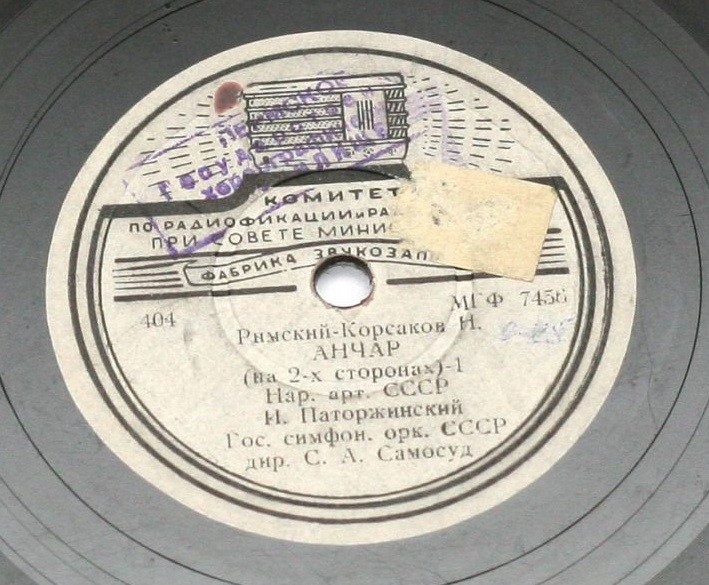 КОМИТЕТ
ПО РАДИОФИКАЦИИ и РА
ПРИ СОВЕТЕ МИНИС
ФАБРИКА ЗВУКОЗАП
404
МГФ 7456
Римский-Корсаков Н.
АНЧАР
(на 2-х сторонах)-1
Нар. арт. СССР
И. Паторжинский
Гос. симфон. орк. СССР
дир. С. А. Самосуд